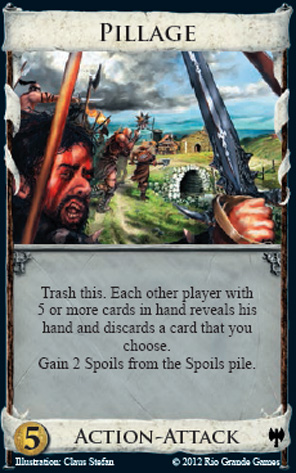 PILLAGE
Trash this. Each other player with
5 or more cards in hand reveals his
hand and discards a card that you
choose.
Gain 2 Spoils from the Spoils pile.
5 ACTION-ATTACK
Illustration: Claus Stefan © 2012 Rio Grande Games